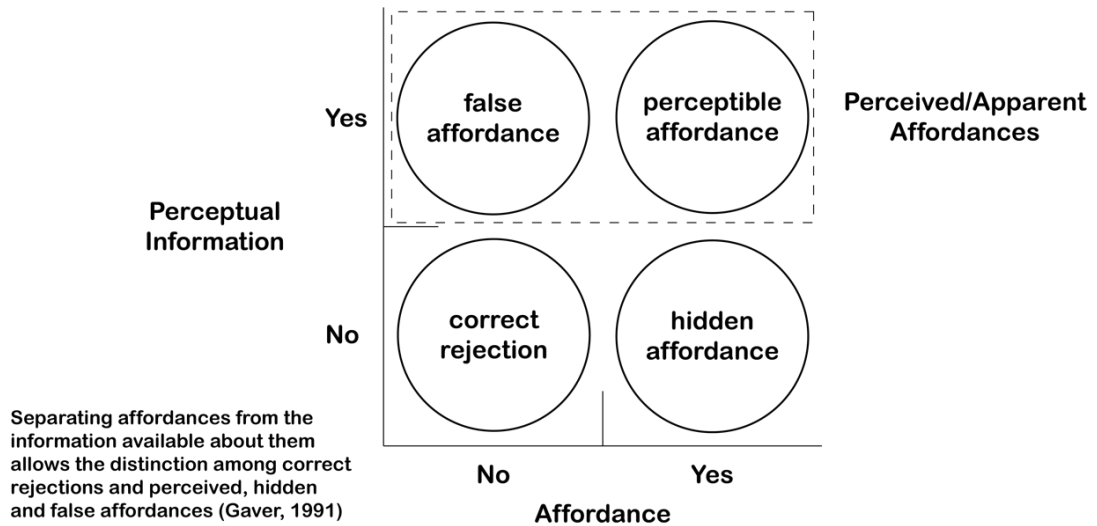 false
affordance
perceptible
affordance
Perceived/Apparent
Affordances
Yes
Perceptual
Information
correct
rejection
hidden
affordance
No
Separating affordances from the
information available about them
allows the distinction among correct
rejections and perceived, hidden
and false affordances (Gaver, 1991)
No
Yes
Affordance